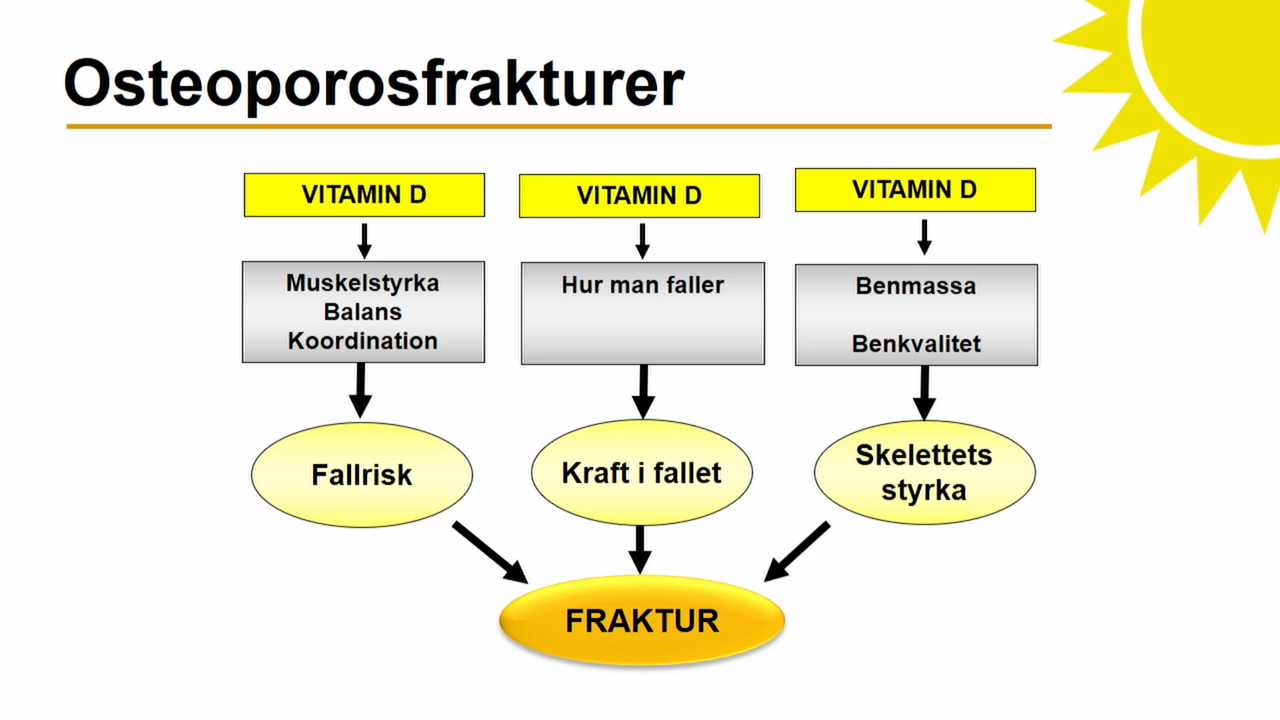 Osteoporosfrakturer
VITAMIN D
VITAMIN D
VITAMIN D
Muskelstyrka
Balans
Koordination
Hur man faller
Benmassa
Benkvalitet
Fallrisk
Kraft i fallet
Skelettets
styrka
FRAKTUR